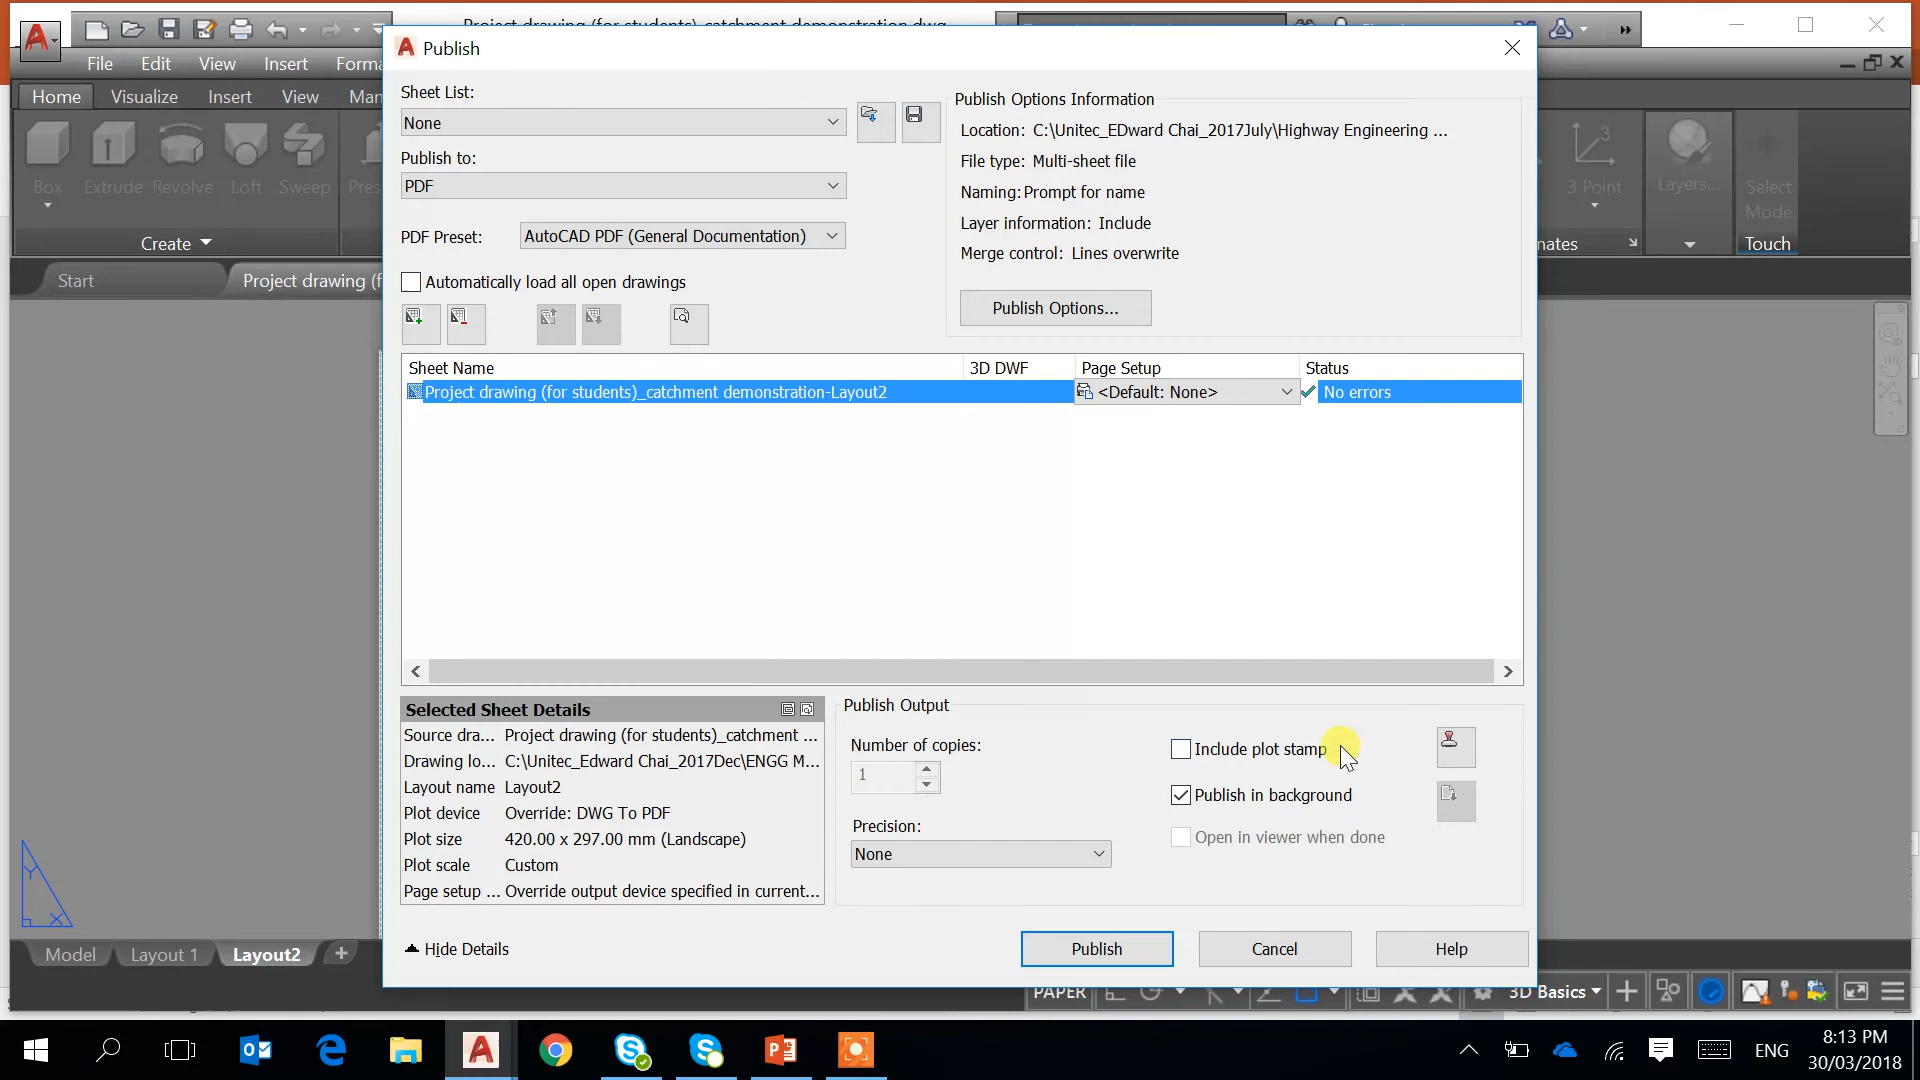 Project drawing (for students)_catchment demonstration.dwg
File Edit View Insert
Publish
Home Visualize Insert View
Sheet List:
None
Publish to:
PDF
PDF Preset:
AutoCAD PDF (General Documentation)
Automatically load all open drawings
Publish Options Information
Location: C:\Unitec_EDward Chai_2017July\Highway Engineering ...
File type: Multi-sheet file
Naming: Prompt for name
Layer information: Include
Merge control: Lines overwrite
Publish Options...
Box Extrude Revolve Loft Sweep
Create
3 Point
Layers...
Select
Mode
Touch
Start
Project drawing (f
Sheet Name 3D DWF Page Setup Status
Project drawing (for students)_catchment demonstration-Layout2 <Default: None> No errors
Selected Sheet Details
Source dra... Project drawing (for students)_catchment ...
Drawing lo... C:\Unitec_Edward Chai_2017Dec\ENGG M...
Layout name Layout2
Plot device Override: DWG To PDF
Plot size 420.00 x 297.00 mm (Landscape)
Plot scale Custom
Page setup ... Override output device specified in current...
Publish Output
Number of copies:
1
Precision:
None
Include plot stamp
Publish in background
Open in viewer when done
Hide Details
Publish Cancel Help
Y
X
Model Layout 1 Layout2 +
PAPER
3D Basics
ENG
8:13 PM
30/03/2018